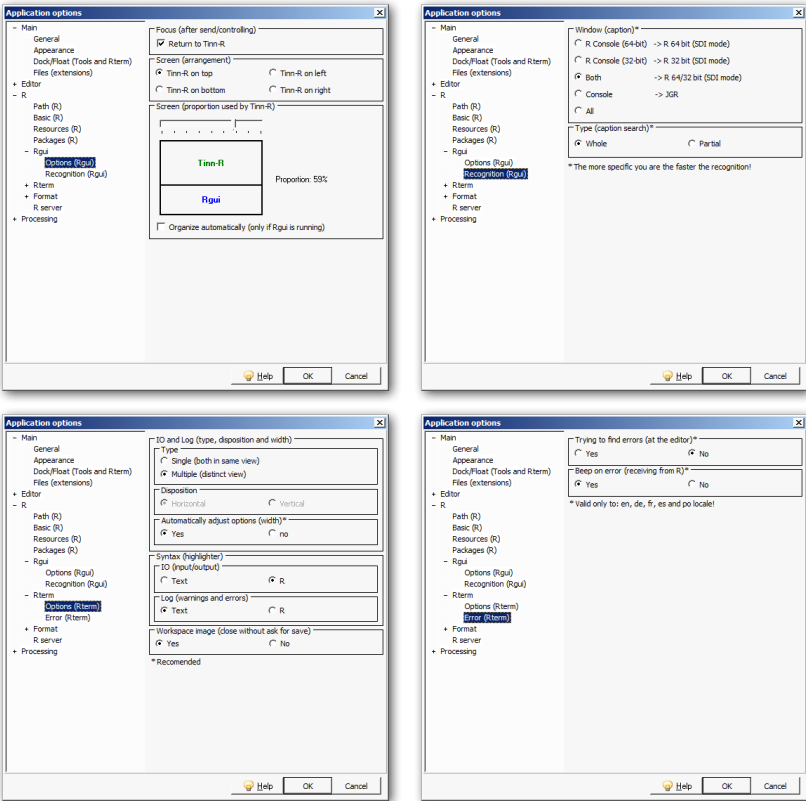 Application options
− Main
General
Appearance
Dock/Float (Tools and Rterm)
Files (extensions)
+ Editor
− R
Path (R)
Basic (R)
Resources (R)
Packages (R)
− Rgui
Options (Rgui)
Recognition (Rgui)
+ Rterm
+ Format
R server
+ Processing
Focus (after send/controlling)
Return to Tinn-R
Screen (arrangement)
Tinn-R on top Tinn-R on left
Tinn-R on bottom Tinn-R on right
Screen (proportion used by Tinn-R)
Tinn-R
Rgui
Proportion: 59%
Organize automatically (only if Rgui is running)
Help OK Cancel
Application options
− Main
General
Appearance
Dock/Float (Tools and Rterm)
Files (extensions)
+ Editor
− R
Path (R)
Basic (R)
Resources (R)
Packages (R)
− Rgui
Options (Rgui)
Recognition (Rgui)
+ Rterm
+ Format
R server
+ Processing
Window (caption)*
R Console (64-bit) -> R 64 bit (SDI mode)
R Console (32-bit) -> R 32 bit (SDI mode)
Both -> R 64/32 bit (SDI mode)
Console -> JGR
All
Type (caption search)*
Whole Partial
* The more specific you are the faster the recognition!
Help OK Cancel
Application options
− Main
General
Appearance
Dock/Float (Tools and Rterm)
Files (extensions)
+ Editor
− R
Path (R)
Basic (R)
Resources (R)
Packages (R)
− Rgui
Options (Rgui)
Recognition (Rgui)
− Rterm
Options (Rterm)
Error (Rterm)
+ Format
R server
+ Processing
IO and Log (type, disposition and width)
Type
Single (both in same view)
Multiple (distinct view)
Disposition
Horizontal Vertical
Automatically adjust options (width)*
Yes no
Syntax (highlighter)
IO (input/output)
Text R
Log (warnings and errors)
Text R
Workspace image (close without ask for save)
Yes No
* Recomended
Help OK Cancel
Application options
− Main
General
Appearance
Dock/Float (Tools and Rterm)
Files (extensions)
+ Editor
− R
Path (R)
Basic (R)
Resources (R)
Packages (R)
− Rgui
Options (Rgui)
Recognition (Rgui)
− Rterm
Options (Rterm)
Error (Rterm)
+ Format
R server
+ Processing
Trying to find errors (at the editor)*
Yes No
Beep on error (receiving from R)*
Yes No
* Valid only to: en, de, fr, es and po locale!
Help OK Cancel